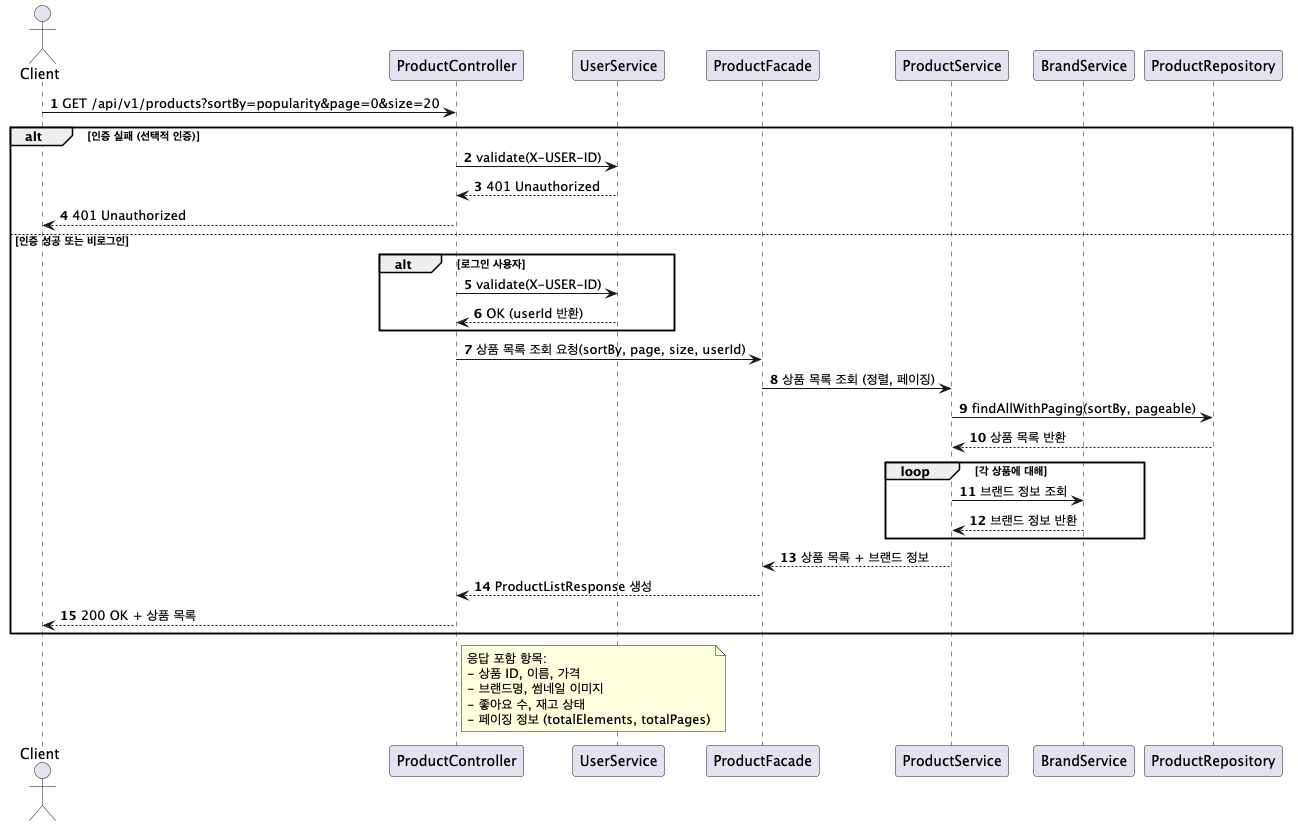 Client
ProductController
UserService
ProductFacade
ProductService
BrandService
ProductRepository
1 GET /api/v1/products?sortBy=popularity&page=0&size=20
alt [인증 실패 (선택적 인증)]
2 validate(X-USER-ID)
3 401 Unauthorized
4 401 Unauthorized
[인증 성공 또는 비로그인]
alt [로그인 사용자]
5 validate(X-USER-ID)
6 OK (userId 반환)
7 상품 목록 조회 요청(sortBy, page, size, userId)
8 상품 목록 조회 (정렬, 페이징)
9 findAllWithPaging(sortBy, pageable)
10 상품 목록 반환
loop [각 상품에 대해]
11 브랜드 정보 조회
12 브랜드 정보 반환
13 상품 목록 + 브랜드 정보
14 ProductListResponse 생성
15 200 OK + 상품 목록
응답 포함 항목:
- 상품 ID, 이름, 가격
- 브랜드명, 썸네일 이미지
- 좋아요 수, 재고 상태
- 페이징 정보 (totalElements, totalPages)
Client
ProductController
UserService
ProductFacade
ProductService
BrandService
ProductRepository